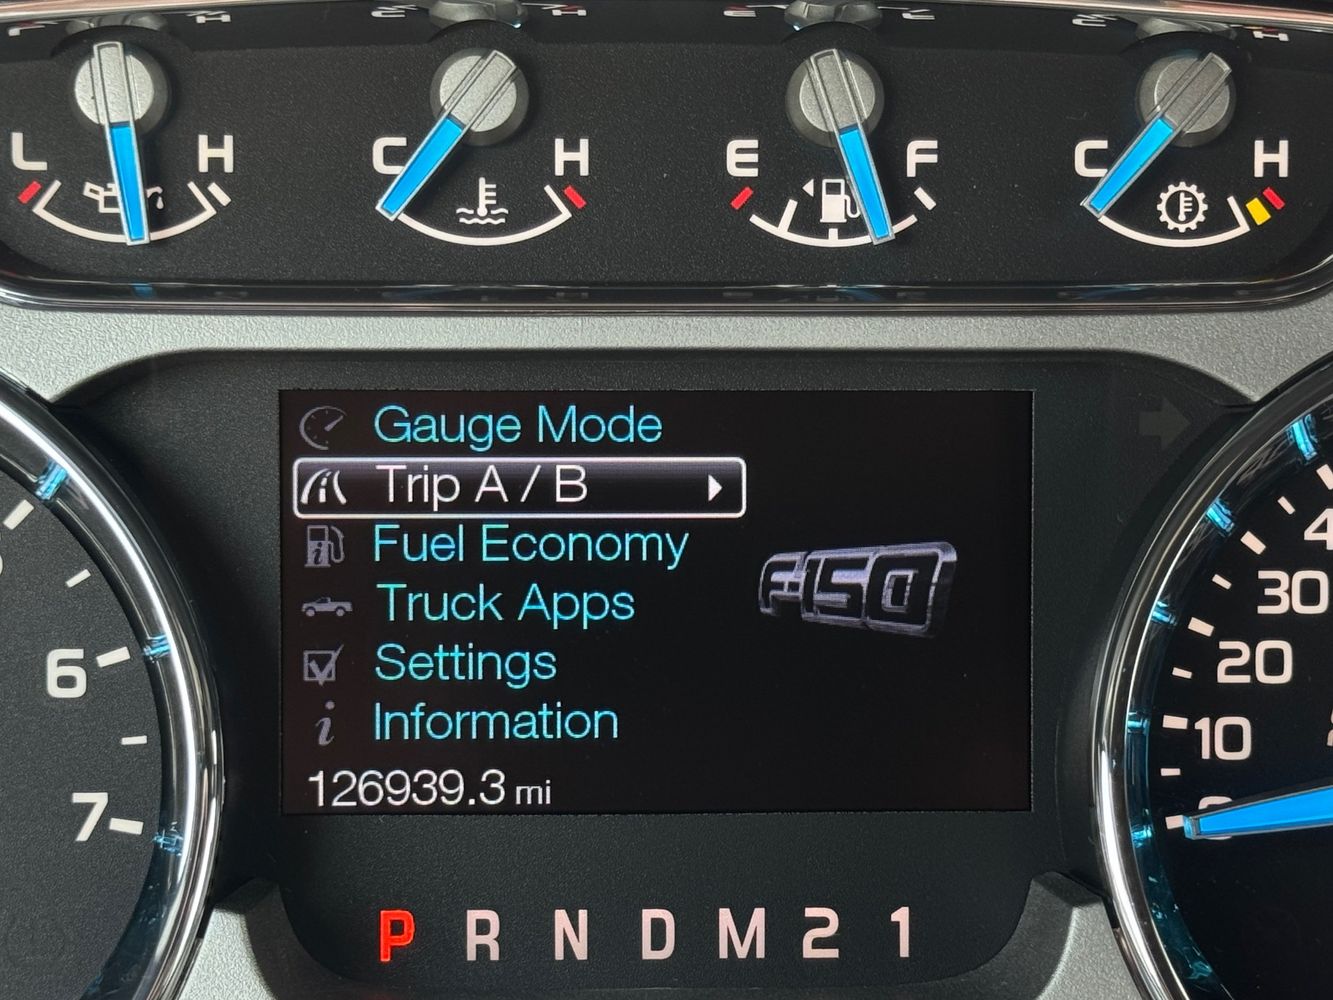 L H C H E F C H
Gauge Mode
Trip A / B
Fuel Economy
Truck Apps
Settings
Information
F-150
126939.3 mi
6
7
30
20
10
P R N D M 2 1